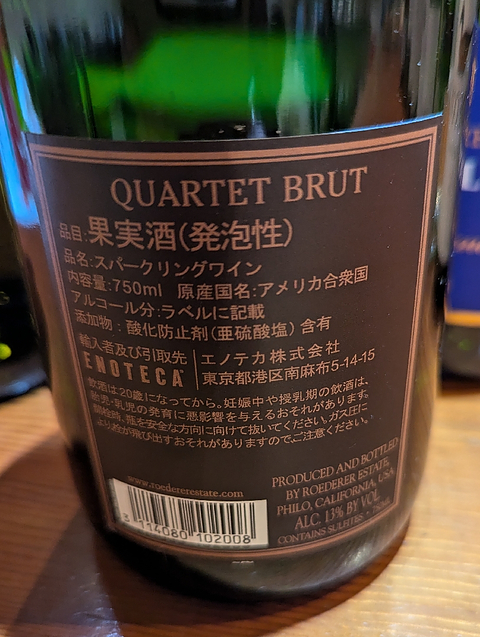 QUARTET BRUT
品目:果実酒(発泡性)
品名:スパークリングワイン
内容量:750ml 原産国名:アメリカ合衆国
アルコール分:ラベルに記載
添加物:酸化防止剤(亜硫酸塩)含有
輸入者及び引取先
ENOTECA
エノテカ株式会社
東京都港区南麻布5-14-15
飲酒は20歳になってから。妊娠中や授乳期の飲酒は、
胎児・乳児の発育に悪影響を与えるおそれがあります。
開栓時、瓶を安全な方向に向けて抜いてください。ガス圧に
より栓が飛び出すおそれがありますので、ご注意ください。
www.roedererestate.com
3 114080 102008
PRODUCED AND BOTTLED
BY ROEDERER ESTATE,
PHILO, CALIFORNIA, USA
ALC. 13% BY VOL.
CONTAINS SULFITES • 750ML